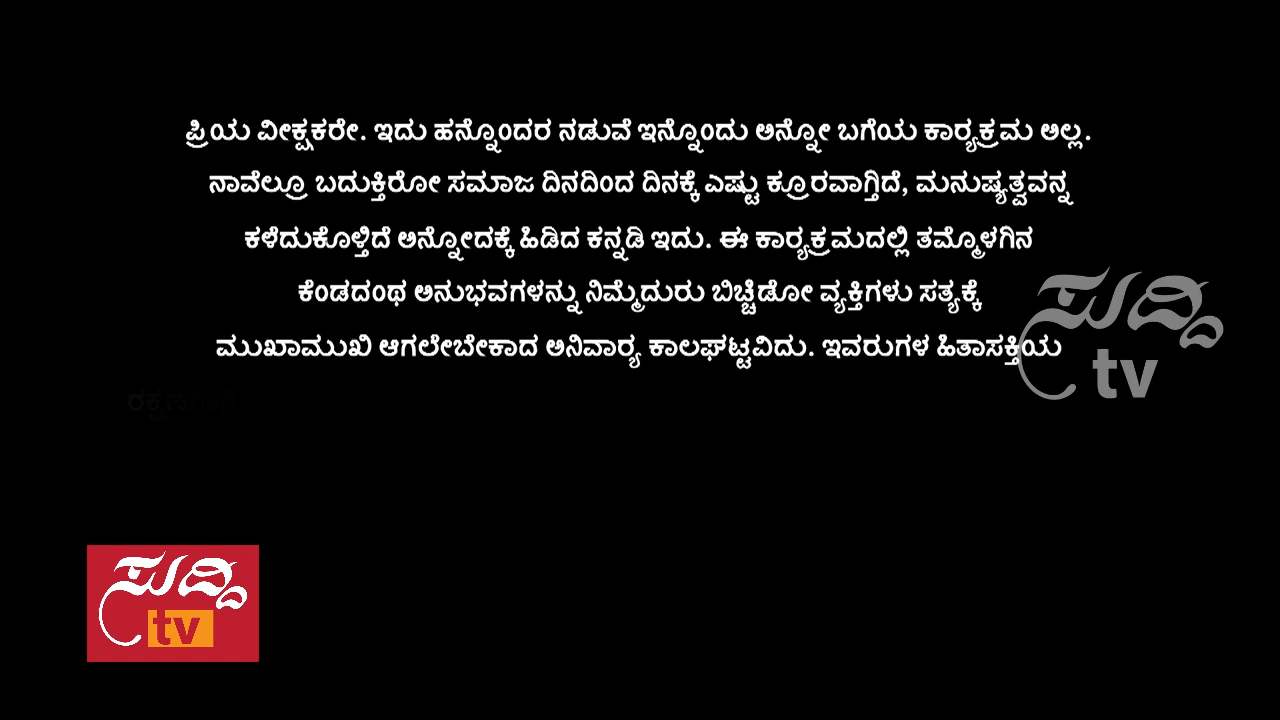 ಪ್ರಿಯ ವೀಕ್ಷಕರೇ. ಇದು ಹನ್ನೊಂದರ ನಡುವೆ ಇನ್ನೊಂದು ಅನ್ನೋ ಬಗೆಯ ಕಾರ‍್ಯಕ್ರಮ ಅಲ್ಲ.
ನಾವೆಲ್ರೂ ಬದುಕ್ತಿರೋ ಸಮಾಜ ದಿನದಿಂದ ದಿನಕ್ಕೆ ಎಷ್ಟು ಕ್ರೂರವಾಗ್ತಿದೆ, ಮನುಷ್ಯತ್ವವನ್ನ
ಕಳೆದುಕೊಳ್ತಿದೆ ಅನ್ನೋದಕ್ಕೆ ಹಿಡಿದ ಕನ್ನಡಿ ಇದು. ಈ ಕಾರ‍್ಯಕ್ರಮದಲ್ಲಿ ತಮ್ಮೊಳಗಿನ
ಕೆಂಡದಂಥ ಅನುಭವಗಳನ್ನು ನಿಮ್ಮೆದುರು ಬಿಚ್ಚಿಡೋ ವ್ಯಕ್ತಿಗಳು ಸತ್ಯಕ್ಕೆ
ಮುಖಾಮುಖಿ ಆಗಲೇಬೇಕಾದ ಅನಿವಾರ‍್ಯ ಕಾಲಘಟ್ಟವಿದು. ಇವರುಗಳ ಹಿತಾಸಕ್ತಿಯ
ಸುದ್ದಿ
tv
ಸುದ್ದಿ
tv